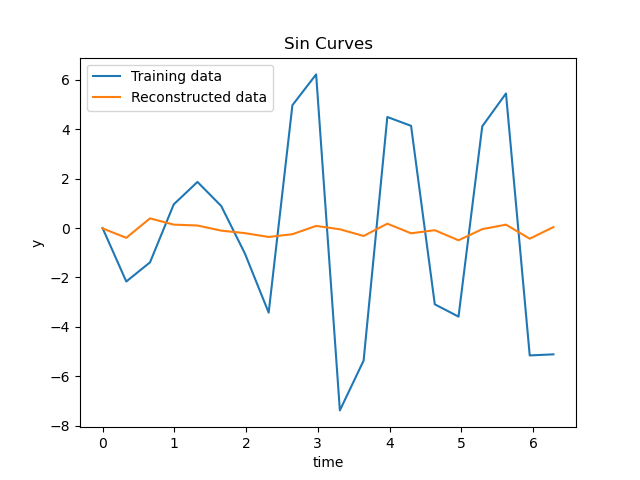 Sin Curves
Training data
Reconstructed data
6
4
2
0
−2
−4
−6
−8
y
0 1 2 3 4 5 6
time